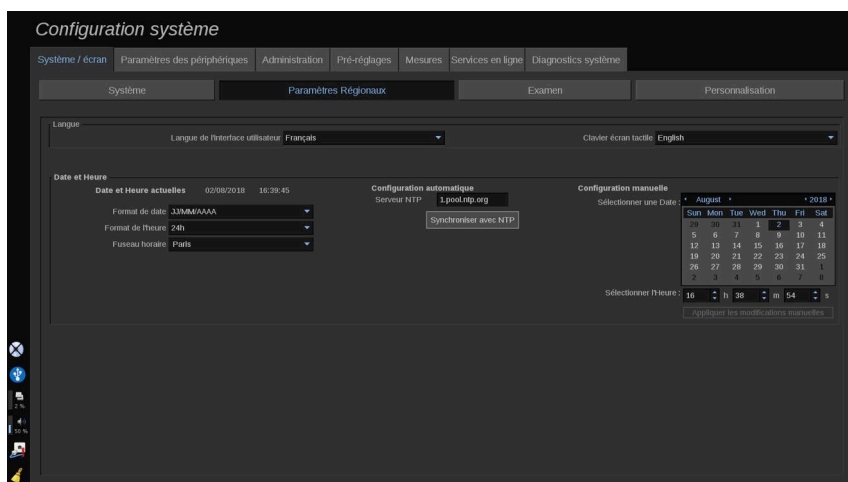 Configuration système
Système / écran Paramètres des périphériques Administration Pré-réglages Mesures Services en ligne Diagnostics système
Système Paramètres Régionaux Examen Personnalisation
Langue
Langue de l'interface utilisateur Français Clavier écran tactile English
Date et Heure
Date et Heure actuelles 02/08/2018 16:39:45 Configuration automatique Configuration manuelle
Serveur NTP 1.pool.ntp.org Sélectionner une Date : August 2018
Format de date JJ/MM/AAAA Synchroniser avec NTP Sun Mon Tue Wed Thu Fri Sat
Format de l'heure 24h 29 30 31 1 2 3 4
5 6 7 8 9 10 11
Fuseau horaire Paris 12 13 14 15 16 17 18
19 20 21 22 23 24 25
26 27 28 29 30 31 1
2 3 4 5 6 7 8
Sélectionner l'Heure : 16 h 38 m 54 s
Appliquer les modifications manuelles
2 %
50 %